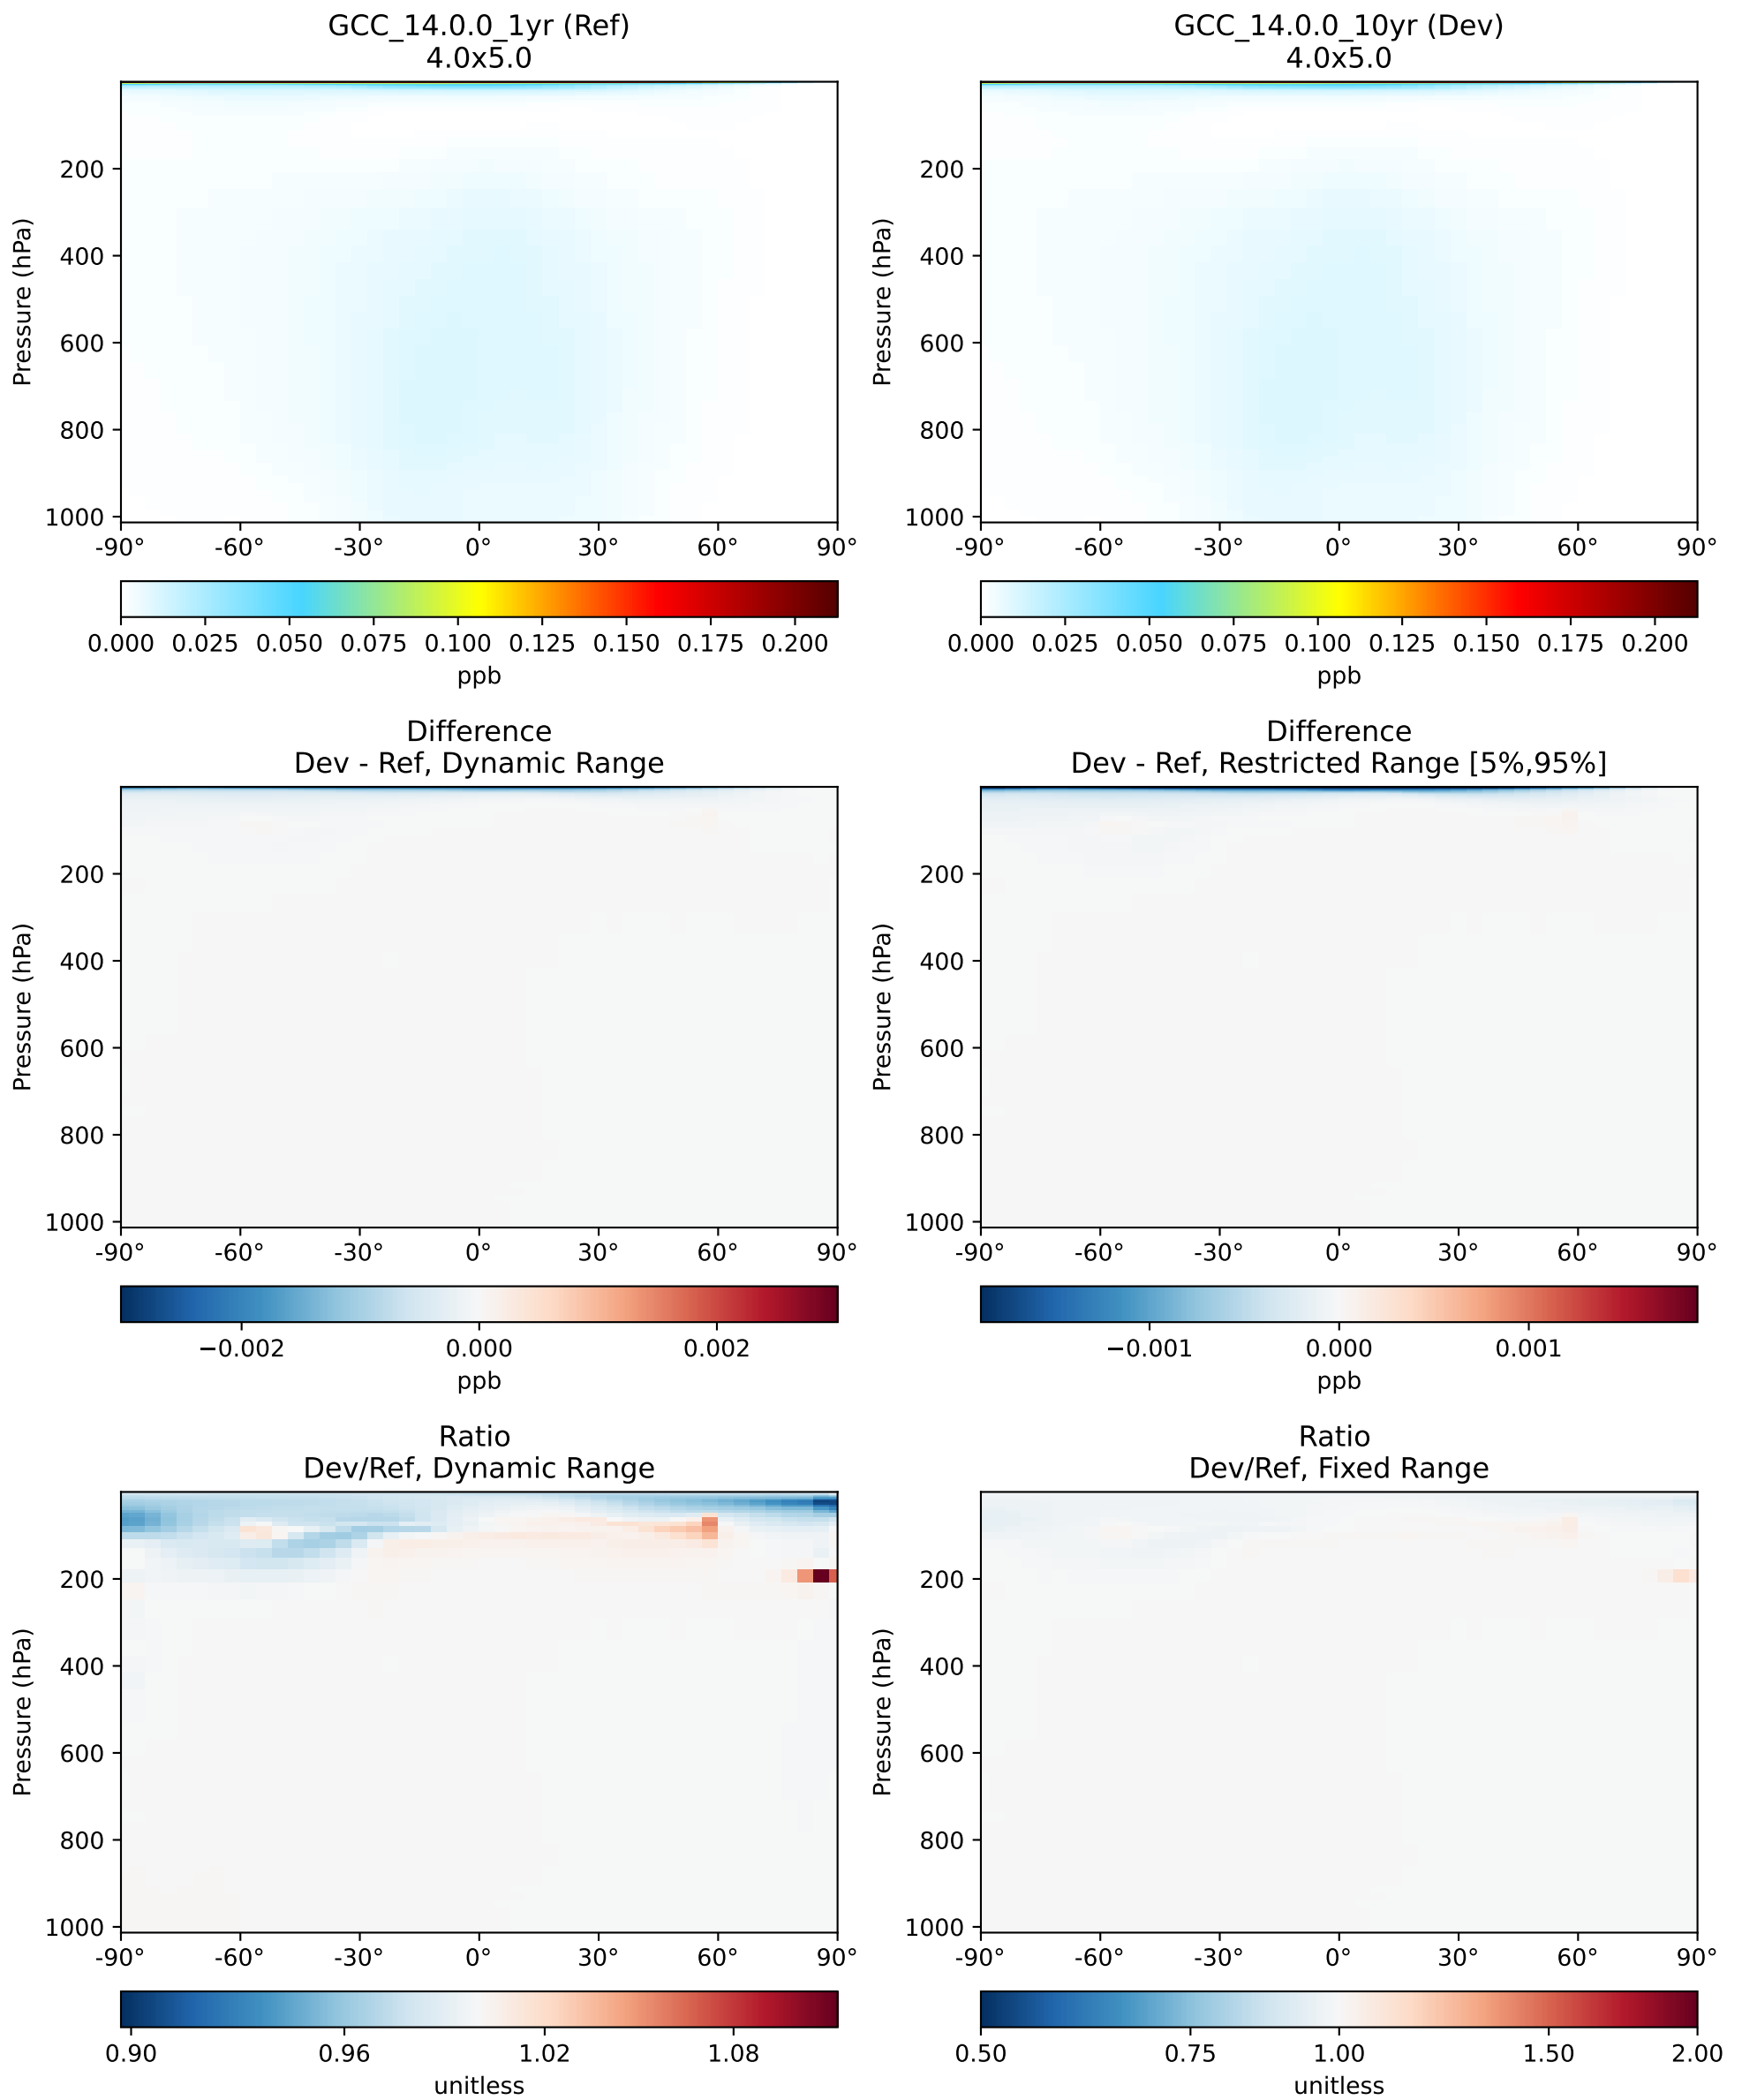 GCC_14.0.0_1yr (Ref)
4.0x5.0
GCC_14.0.0_10yr (Dev)
4.0x5.0
Pressure (hPa)
200
400
600
800
1000
-90° -60° -30° 0° 30° 60° 90°
0.000 0.025 0.050 0.075 0.100 0.125 0.150 0.175 0.200
ppb
Pressure (hPa)
200
400
600
800
1000
-90° -60° -30° 0° 30° 60° 90°
0.000 0.025 0.050 0.075 0.100 0.125 0.150 0.175 0.200
ppb
Difference
Dev - Ref, Dynamic Range
Pressure (hPa)
200
400
600
800
1000
-90° -60° -30° 0° 30° 60° 90°
−0.002 0.000 0.002
ppb
Difference
Dev - Ref, Restricted Range [5%,95%]
Pressure (hPa)
200
400
600
800
1000
-90° -60° -30° 0° 30° 60° 90°
−0.001 0.000 0.001
ppb
Ratio
Dev/Ref, Dynamic Range
Pressure (hPa)
200
400
600
800
1000
-90° -60° -30° 0° 30° 60° 90°
0.90 0.96 1.02 1.08
unitless
Ratio
Dev/Ref, Fixed Range
Pressure (hPa)
200
400
600
800
1000
-90° -60° -30° 0° 30° 60° 90°
0.50 0.75 1.00 1.50 2.00
unitless